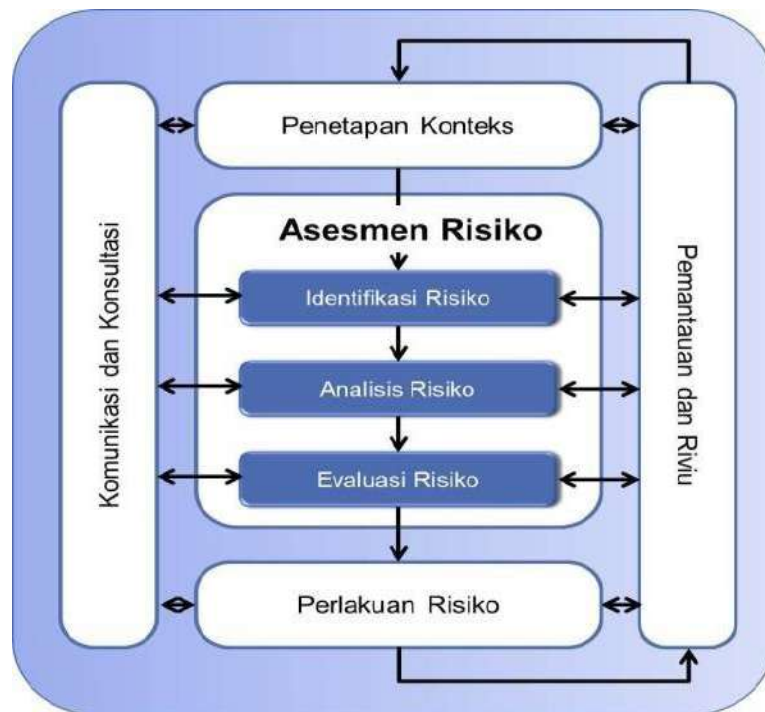 Penetapan Konteks
Komunikasi dan Konsultasi
Asesmen Risiko
Identifikasi Risiko
Analisis Risiko
Evaluasi Risiko
Pemantauan dan Riviu
Perlakuan Risiko